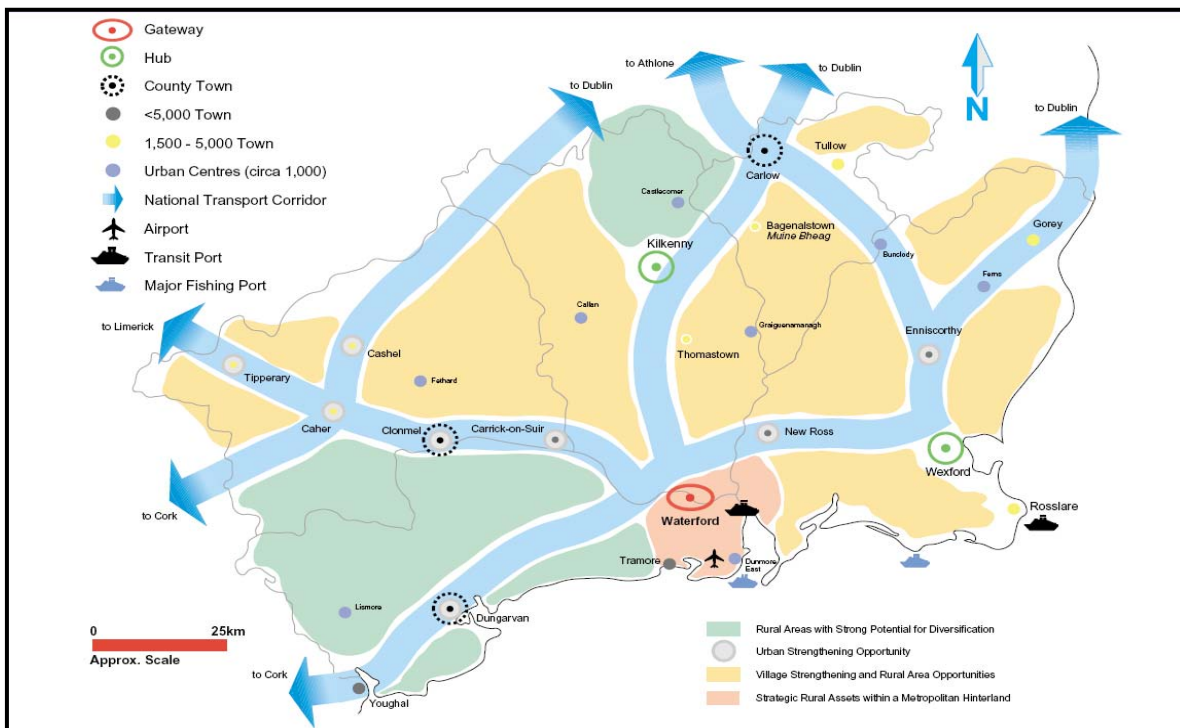 Gateway
Hub
County Town
<5,000 Town
1,500 - 5,000 Town
Urban Centres (circa 1,000)
National Transport Corridor
Airport
Transit Port
Major Fishing Port
to Athlone
to Dublin
to Dublin
to Dublin
N
Tullow
Carlow
Castlecomer
Bagenalstown
Muine Bheag
Gorey
Kilkenny
Bunclody
Ferns
to Limerick
Callan
Graiguenamanagh
Enniscorthy
Cashel
Thomastown
Tipperary
Fethard
Caher
Clonmel
Carrick-on-Suir
New Ross
Wexford
to Cork
Waterford
Rosslare
Tramore
Dunmore
East
Lismore
Dungarvan
0 25km
Approx. Scale
to Cork
Youghal
Rural Areas with Strong Potential for Diversification
Urban Strengthening Opportunity
Village Strengthening and Rural Area Opportunities
Strategic Rural Assets within a Metropolitan Hinterland